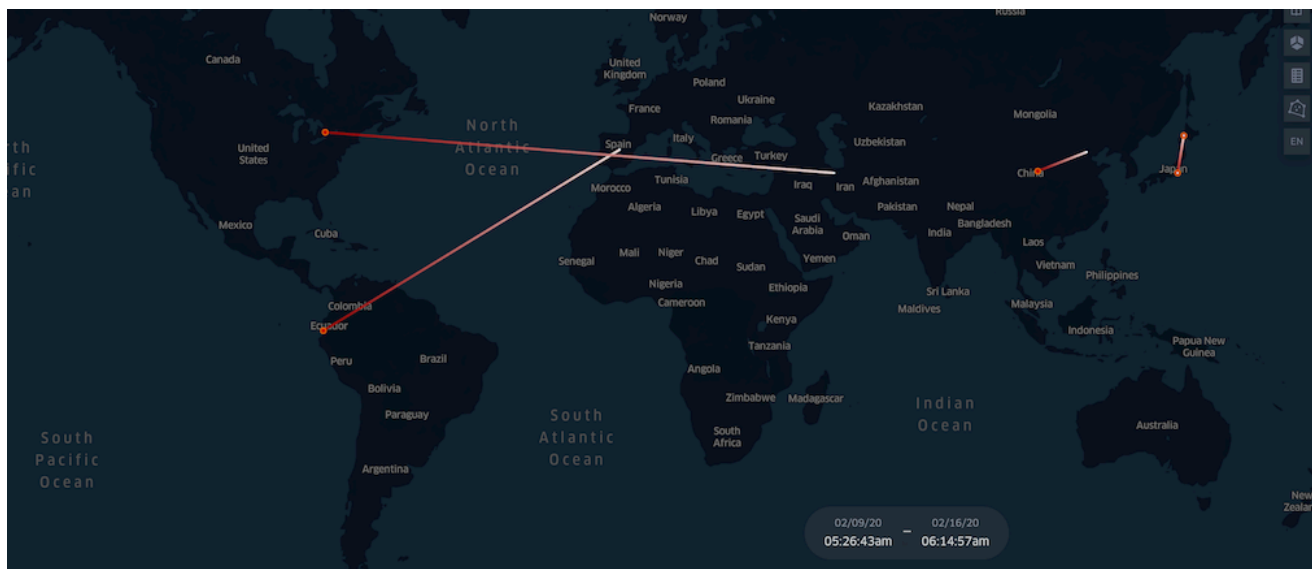 Russia
Norway
Canada
United
Kingdom
Poland
Ukraine
Kazakhstan
Mongolia
France
Romania
North
Atlantic
Ocean
Italy
Uzbekistan
EN
United
States
Spain
Greece
Turkey
China
Japan
rth
ific
an
Morocco
Tunisia
Iraq
Iran
Afghanistan
Algeria
Libya
Egypt
Saudi
Arabia
Pakistan
Nepal
Bangladesh
Mexico
Cuba
Oman
India
Laos
Senegal
Mali
Niger
Chad
Sudan
Yemen
Vietnam
Philippines
Nigeria
Ethiopia
Sri Lanka
Cameroon
Maldives
Malaysia
Colombia
Ecuador
Kenya
Indonesia
Tanzania
Papua New
Guinea
Peru
Brazil
Angola
Bolivia
Zimbabwe
Madagascar
Paraguay
Indian
Ocean
South
Atlantic
Ocean
Australia
South
Pacific
Ocean
South
Africa
Argentina
New
Zealan
02/09/20 – 02/16/20
05:26:43am 06:14:57am